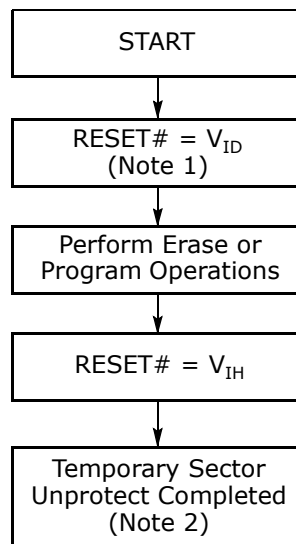 START
RESET# = VID
(Note 1)
Perform Erase or
Program Operations
RESET# = VIH
Temporary Sector
Unprotect Completed
(Note 2)